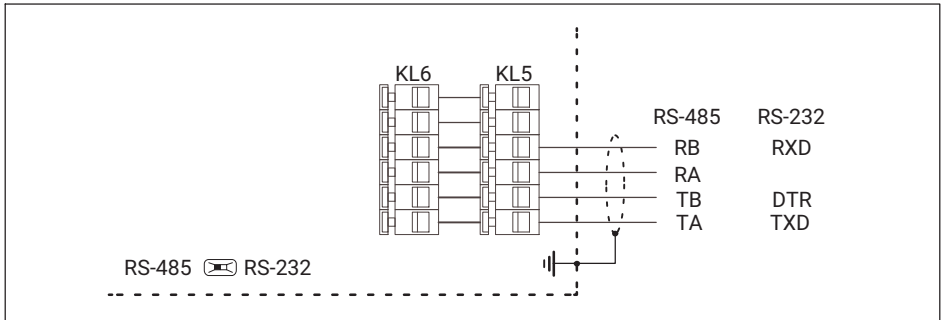 KL6 KL5
RS-485 RS-232
RB RXD
RA
TB DTR
TA TXD
RS-485 RS-232